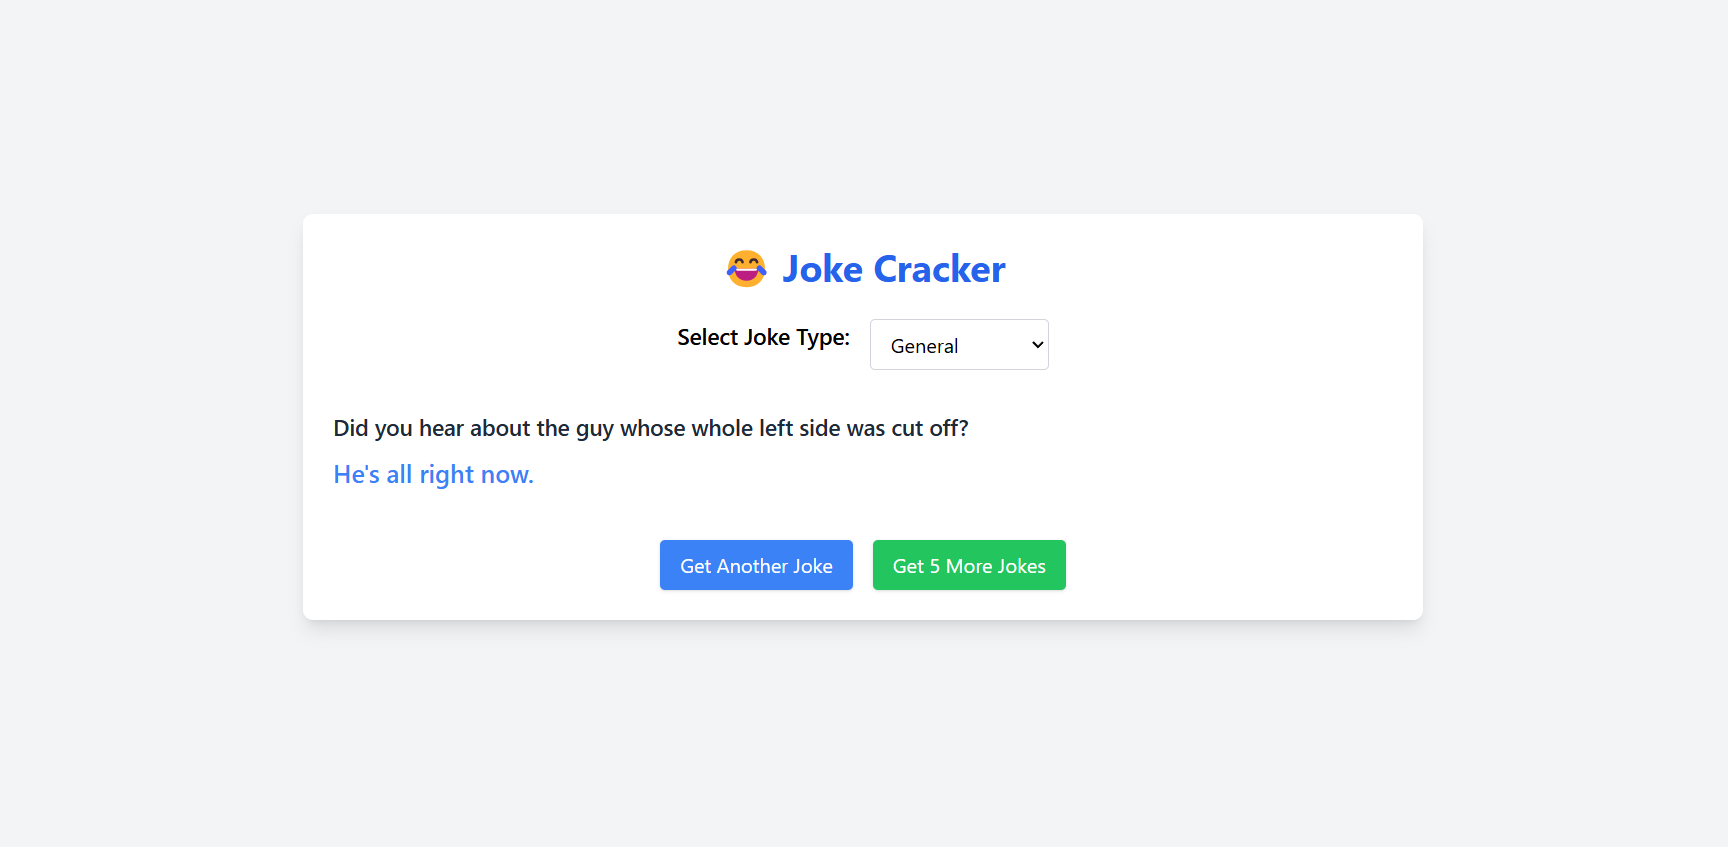 😂 Joke Cracker
Select Joke Type: General
Did you hear about the guy whose whole left side was cut off?
He's all right now.
Get Another Joke Get 5 More Jokes